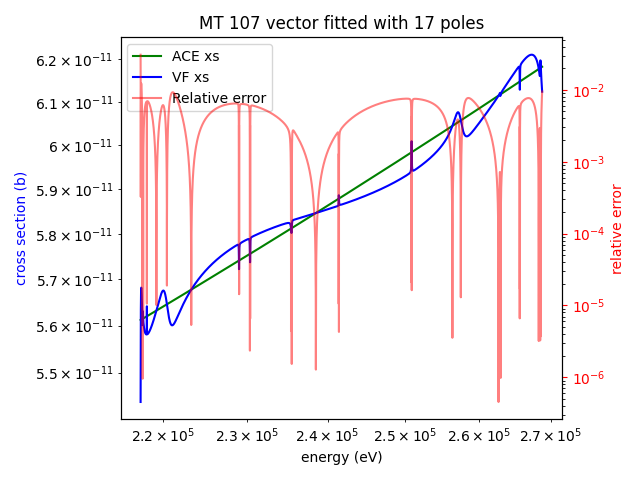 MT 107 vector fitted with 17 poles
ACE xs
VF xs
Relative error
6.2 × 10⁻¹¹
6.1 × 10⁻¹¹
6 × 10⁻¹¹
5.9 × 10⁻¹¹
5.8 × 10⁻¹¹
5.7 × 10⁻¹¹
5.6 × 10⁻¹¹
5.5 × 10⁻¹¹
cross section (b)
10⁻²
10⁻³
10⁻⁴
10⁻⁵
10⁻⁶
relative error
2.2 × 10⁵ 2.3 × 10⁵ 2.4 × 10⁵ 2.5 × 10⁵ 2.6 × 10⁵ 2.7 × 10⁵
energy (eV)